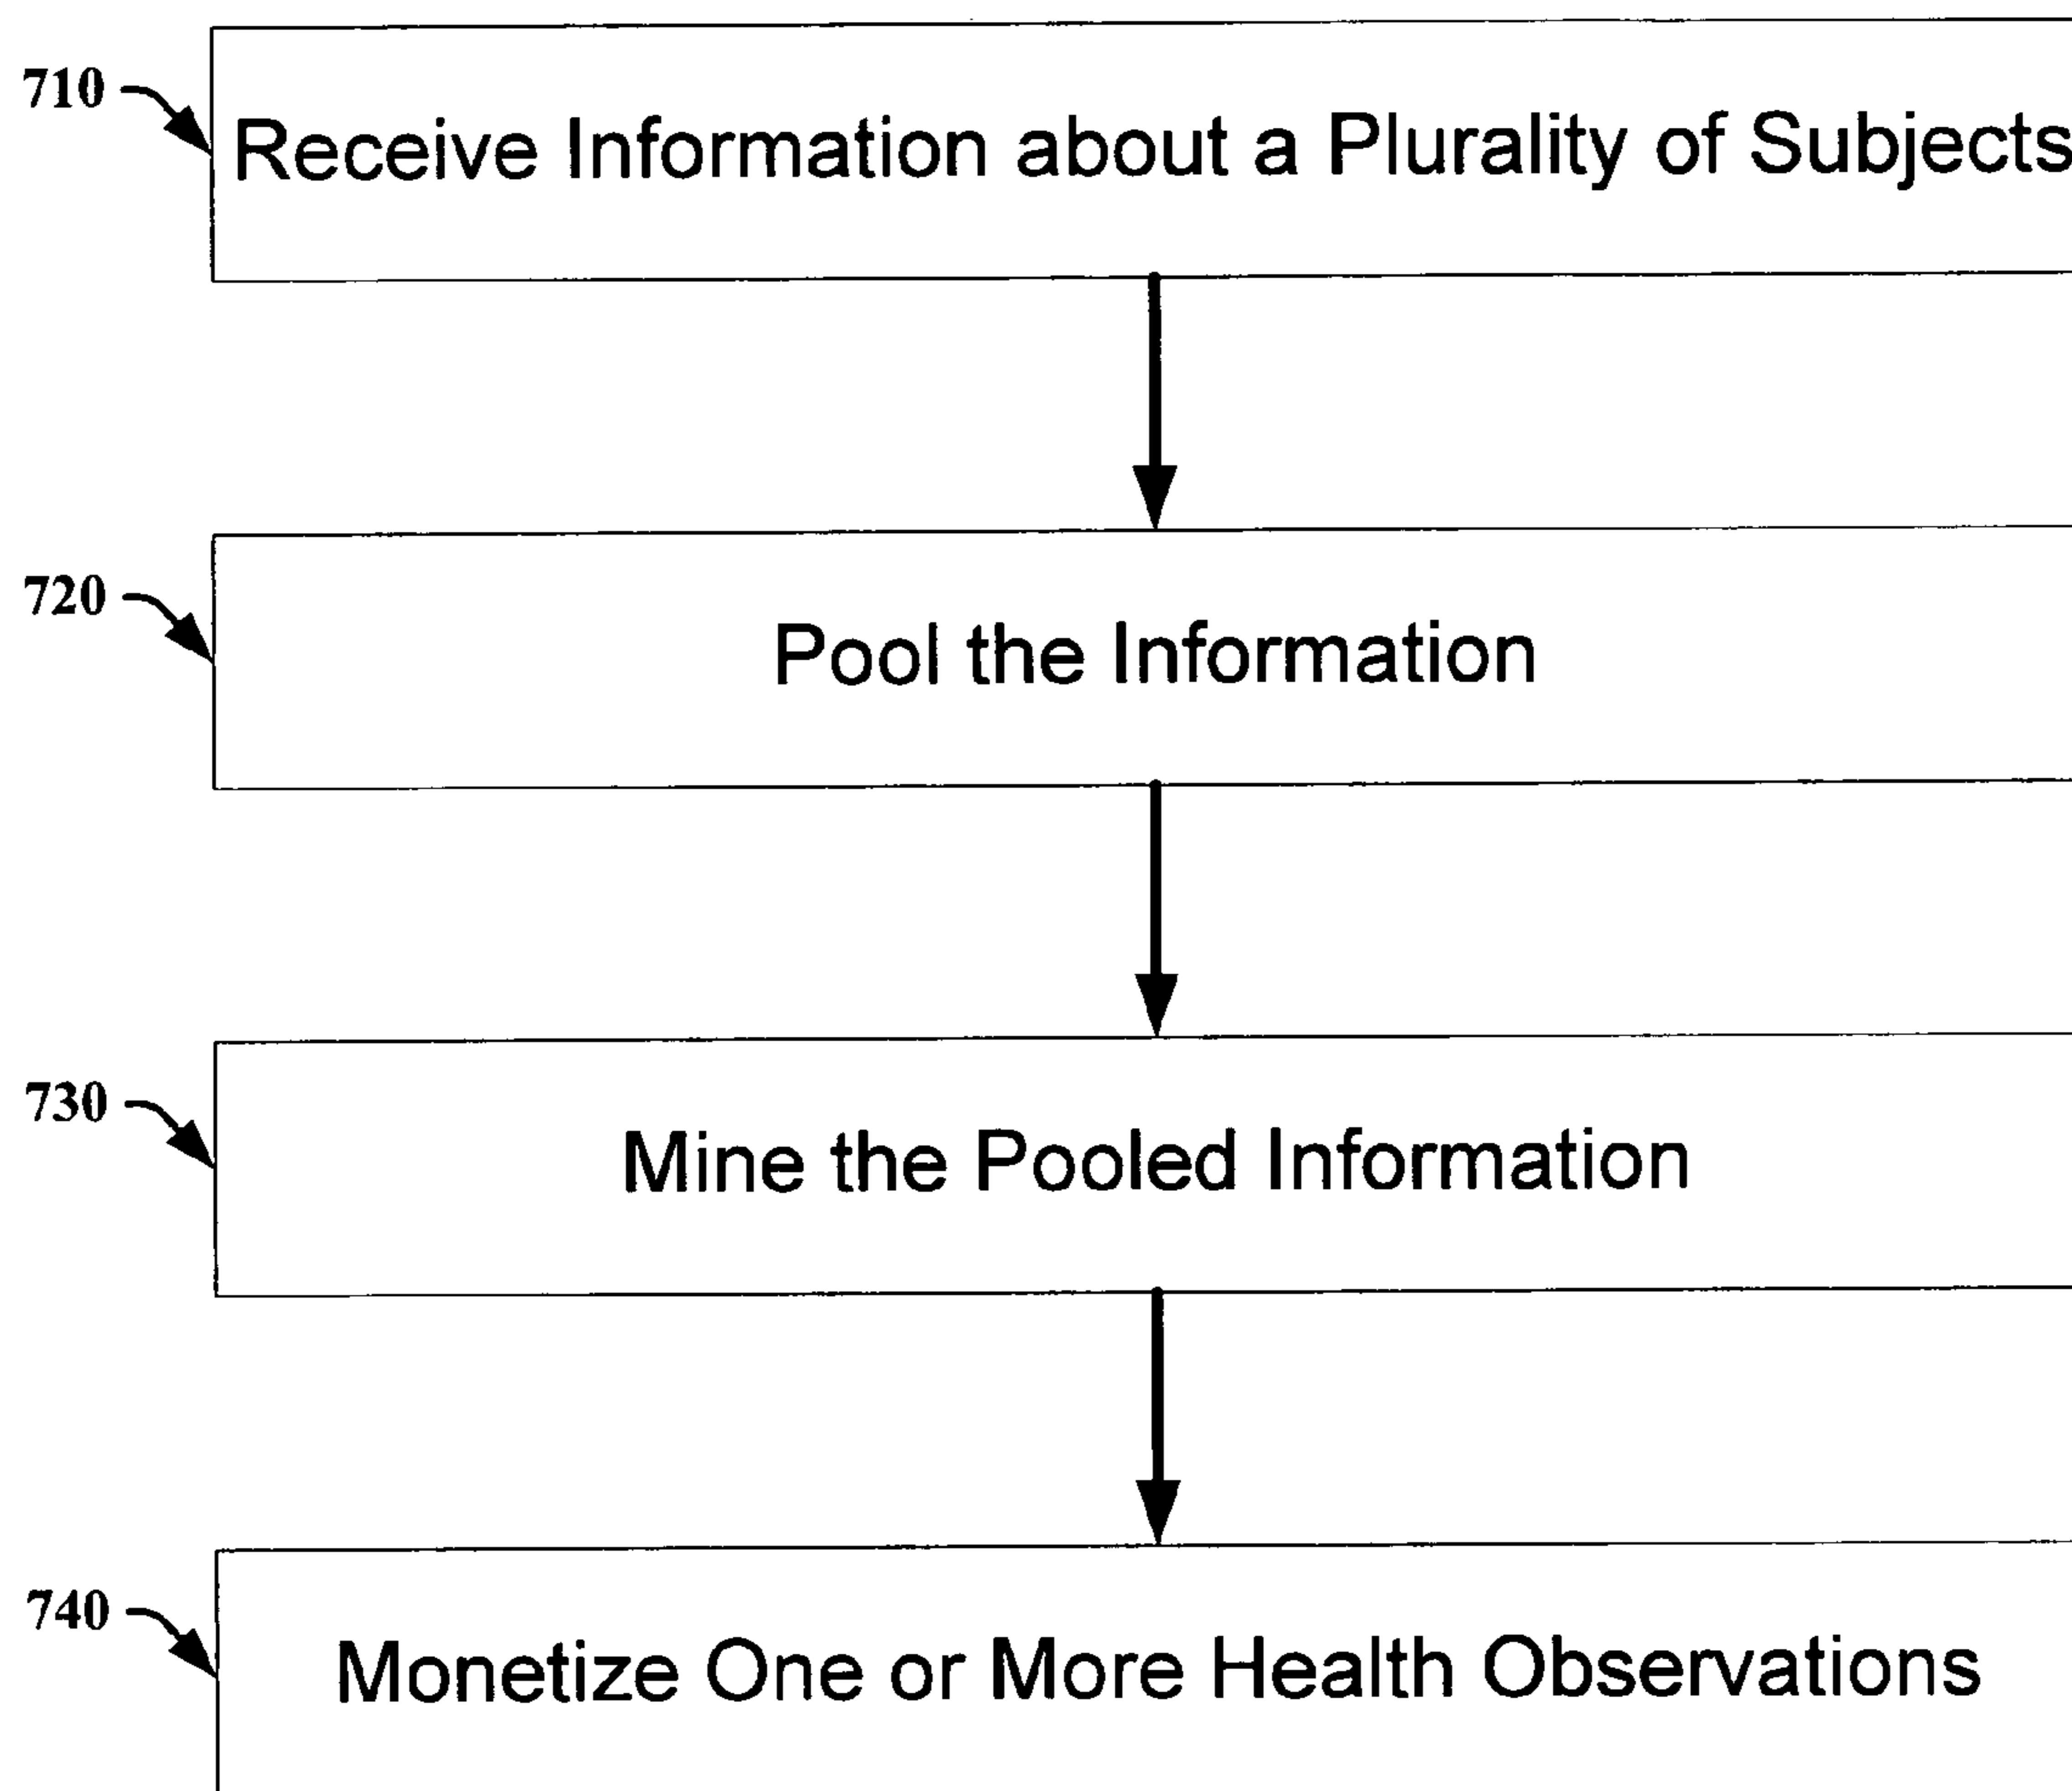 710
Receive Information about a Plurality of Subjects
720
Pool the Information
730
Mine the Pooled Information
740
Monetize One or More Health Observations